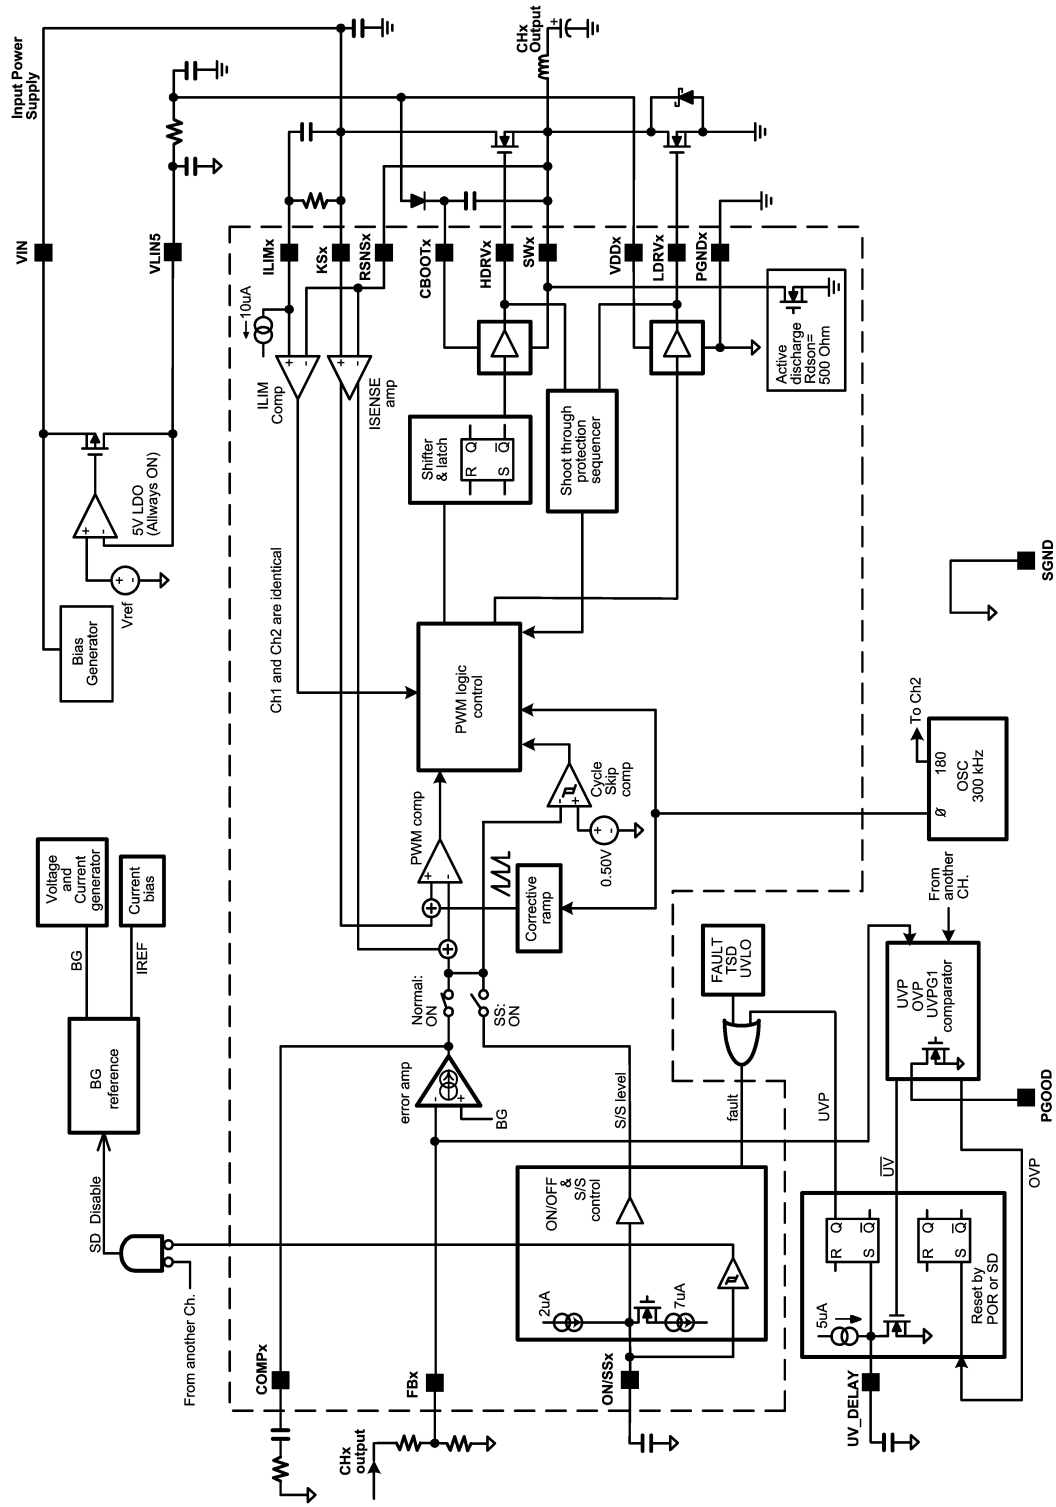 Input Power
Supply
VIN
VLIN5
Bias
Generator
Vref
+
-
+
-
5V LDO
(Allways ON)
CHx
Output
+
ILIMx
KSx
RSNSx
CBOOTx
HDRVx
SWx
VDDx
LDRVx
PGNDx
10uA
+
-
ILIM
Comp
+
-
ISENSE
amp
Shifter
& latch
R Q
S Q
Shoot through
protection
sequencer
Active
discharge
Rdson=
500 Ohm
Ch1 and Ch2 are identical
PWM logic
control
PWM comp
+
-
Cycle
Skip
comp
-
+
0.50V
+
-
Corrective
ramp
SGND
To Ch2
Ø 180
OSC
300 kHz
Voltage
and
Current
generator
Current
bias
BG
IREF
BG
reference
SD Disable
From another Ch.
Normal:
ON
SS:
ON
error amp
-
+
BG
S/S level
FAULT
TSD
UVLO
fault
UVP
From
another
CH.
UVP
OVP
UVPG1
comparator
PGOOD
UV
OVP
ON/OFF
&
S/S
control
2uA
7uA
R Q
S Q
R Q
S Q
5uA
Reset by
POR or SD
COMPx
FBx
ON/SSx
UV_DELAY
CHx
output